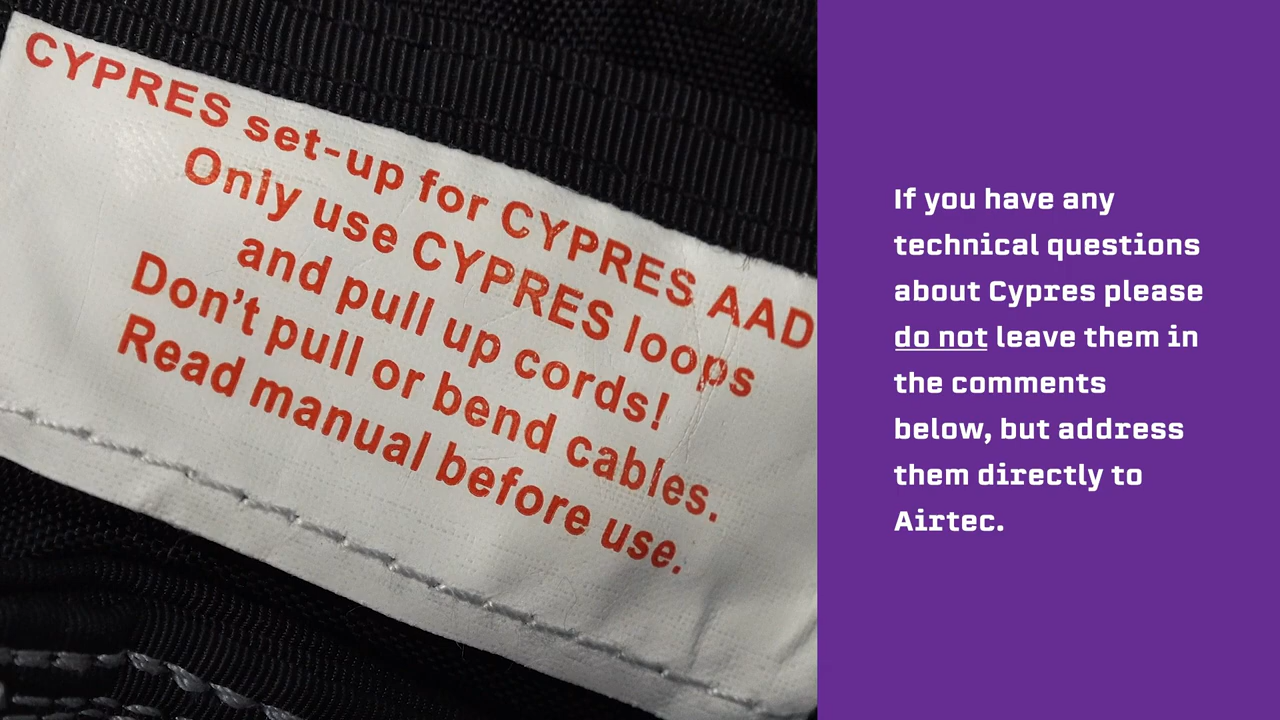 CYPRES set-up for CYPRES AAD
Only use CYPRES loops
and pull up cords!
Don't pull or bend cables.
Read manual before use.
If you have any
technical questions
about Cypres please
do not leave them in
the comments
below, but address
them directly to
Airtec.